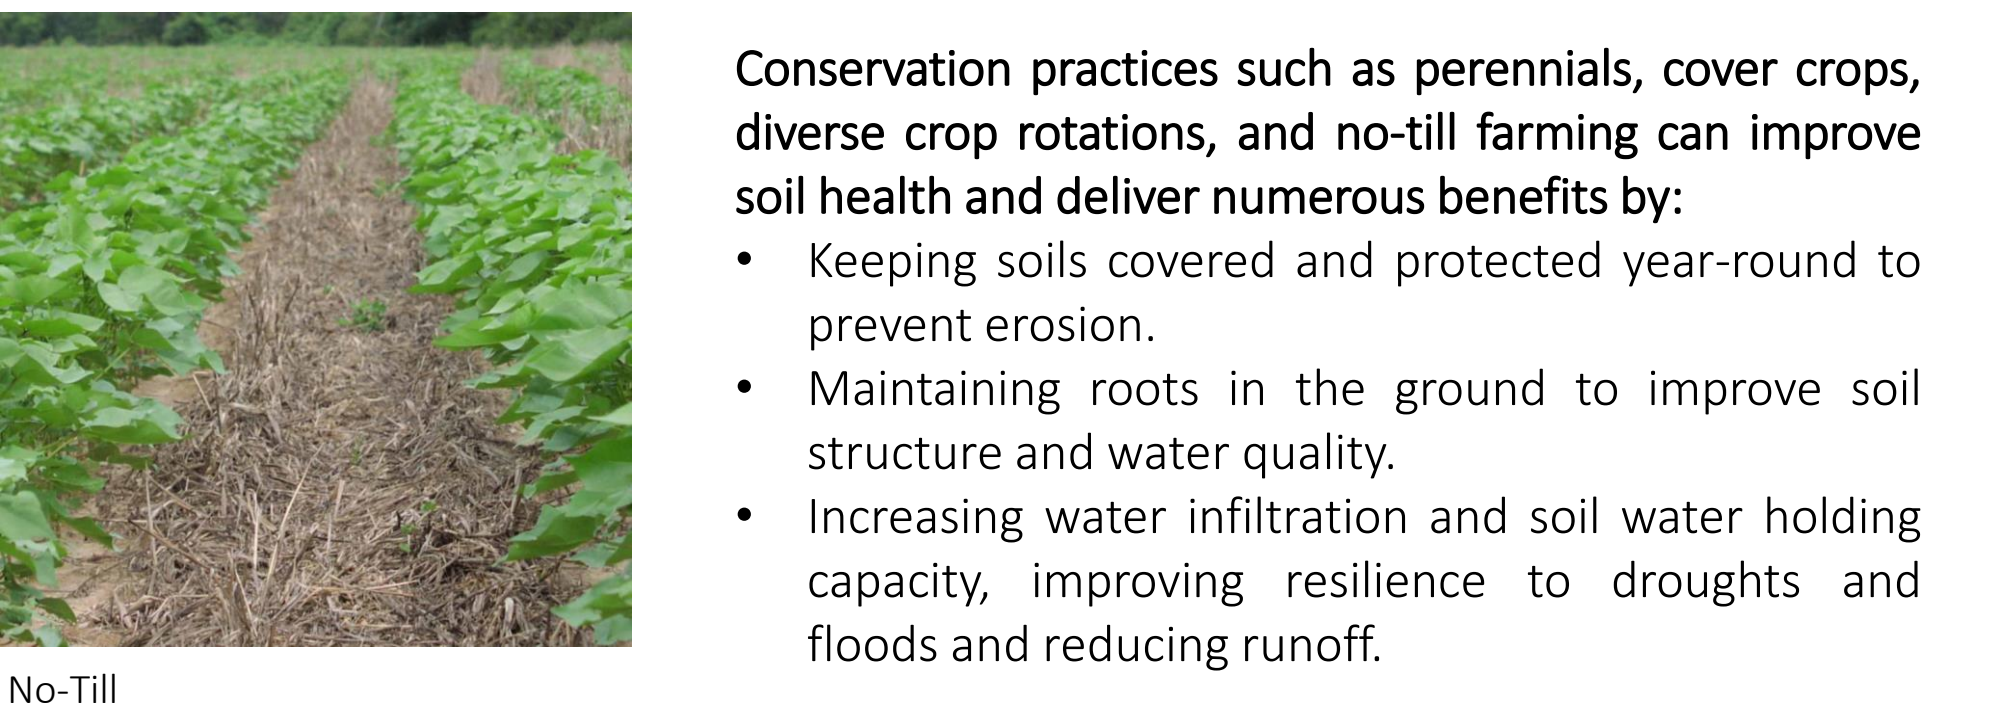 Conservation practices such as perennials, cover crops,
diverse crop rotations, and no-till farming can improve
soil health and deliver numerous benefits by:
• Keeping soils covered and protected year-round to
prevent erosion.
• Maintaining roots in the ground to improve soil
structure and water quality.
• Increasing water infiltration and soil water holding
capacity, improving resilience to droughts and
floods and reducing runoff.
No-Till